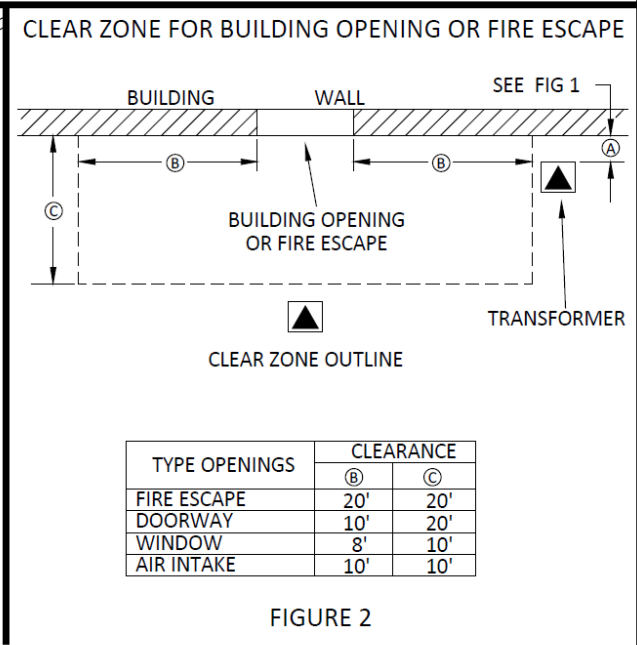 CLEAR ZONE FOR BUILDING OPENING OR FIRE ESCAPE
SEE FIG 1
BUILDING WALL
A
B B
C
BUILDING OPENING
OR FIRE ESCAPE
TRANSFORMER
CLEAR ZONE OUTLINE
TYPE OPENINGS CLEARANCE
B C
FIRE ESCAPE 20' 20'
DOORWAY 10' 20'
WINDOW 8' 10'
AIR INTAKE 10' 10'
FIGURE 2